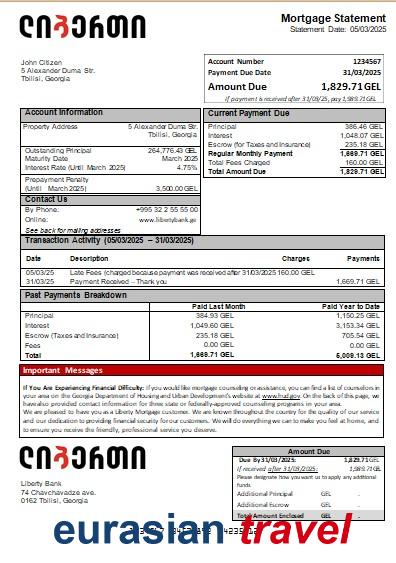 ლიბერთი
Mortgage Statement
Statement Date: 05/03/2025
John Citizen
5 Alexander Duma Str.
Tbilisi, Georgia
Account Number 1234567
Payment Due Date 31/03/2025
Amount Due 1,829.71GEL
If payment is received after 31/03/25, pay 1,989.71GEL
Account Information
Property Address 5 Alexander Duma Str.
Tbilisi, Georgia
Outstanding Principal 264,776.43 GEL
Maturity Date March 2025
Interest Rate (Until March 2025) 4.75%
Prepayment Penalty
(Until March 2025) 3,500.00 GEL
Contact Us
By Phone: +995 32 2 55 55 00
Online: www.libertybank.ge
See back for mailing addresses
Current Payment Due
Principal 386.46 GEL
Interest 1,048.07 GEL
Escrow (for Taxes and Insurance) 235.18 GEL
Regular Monthly Payment 1,669.71 GEL
Total Fees Charged 160.00 GEL
Total Amount Due 1,829.71 GEL
Transaction Activity (05/03/2025 – 31/03/2025)
Date Description Charges Payments
05/03/25 Late Fees (charged because payment was received after 31/03/2025 160.00 GEL
31/03/25 Payment Received – Thank you 1,669.71 GEL
Past Payments Breakdown
Paid Last Month Paid Year to Date
Principal 384.93 GEL 1,150.25 GEL
Interest 1,049.60 GEL 3,153.34 GEL
Escrow (Taxes and Insurance) 235.18 GEL 705.54 GEL
Fees 0.00 GEL 0.00 GEL
Total 1,669.71 GEL 5,009.13 GEL
Important Messages
If You Are Experiencing Financial Difficulty: If you would like mortgage counseling or assistance, you can find a list of counselors in
your area on the Georgia Department of Housing and Urban Development's website at www.hud.gov. On the back of this page, we
have also provided contact information for three state or federally-approved counseling programs in your area.
We are pleased to have you as a Liberty Mortgage customer. We are known throughout the country for the quality of our service
and our dedication to providing financial security for our customers. We will do everything we can to make you feel at home, and
to ensure you receive the friendly, professional service you deserve.
ლიბერთი
Liberty Bank
74 Chavchavadze ave.
0162 Tbilisi, Georgia
Amount Due
Due By 31/03/2025: 1,829.71GEL
If received after 31/03/2025: 1,989.71GEL
Please designate how you want us to apply any additional
funds.
Additional Principal GEL .
Additional Escrow GEL .
Total Amount Enclosed GEL .
eurasian travel